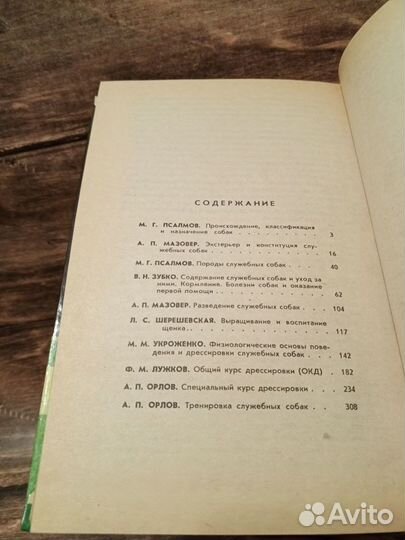 СОДЕРЖАНИЕ
М. Г. ПСАЛМОВ. Происхождение, классификация
и назначение собак . . . . . . . . . 3
А. П. МАЗОВЕР. Экстерьер и конституция слу-
жебных собак . . . . . . . . . . 16
М. Г. ПСАЛМОВ. Породы служебных собак . . . 40
В. Н. ЗУБКО. Содержание служебных собак и уход за
ними. Кормление. Болезни собак и оказание
первой помощи . . . . . . . . . 62
А. П. МАЗОВЕР. Разведение служебных собак . . 104
Л. С. ШЕРЕШЕВСКАЯ. Выращивание и воспитание
щенка . . . . . . . . . . . 117
М. М. УКРОЖЕНКО. Физиологические основы пове-
дения и дрессировки служебных собак . . 142
Ф. М. ЛУЖКОВ. Общий курс дрессировки (ОКД) . 182
А. П. ОРЛОВ. Специальный курс дрессировки . . 234
А. П. ОРЛОВ. Тренировка служебных собак . . 308
Avito